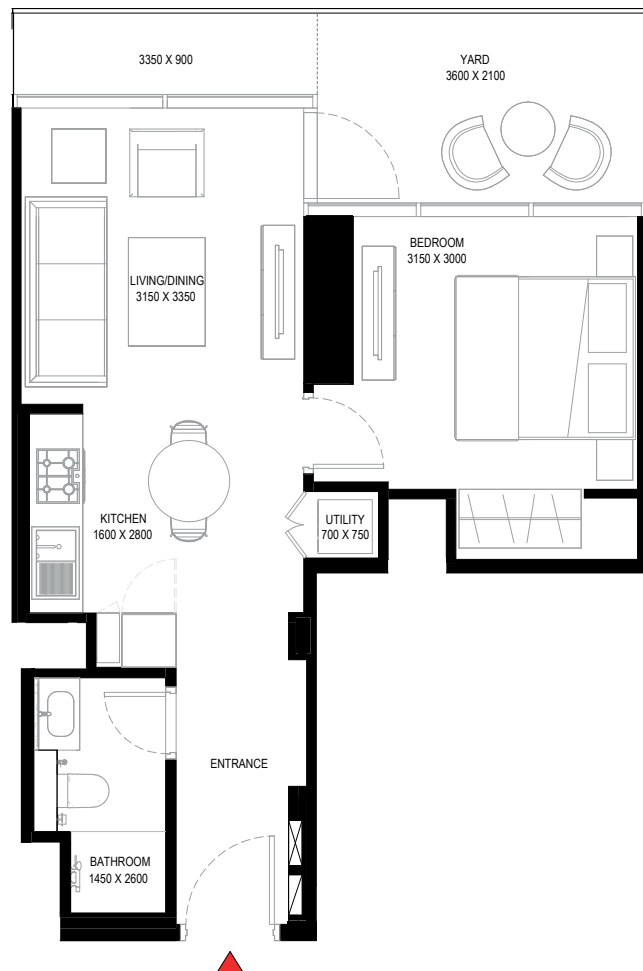 3350 X 900
YARD
3600 X 2100
BEDROOM
3150 X 3000
LIVING/DINING
3150 X 3350
KITCHEN
1600 X 2800
UTILITY
700 X 750
ENTRANCE
BATHROOM
1450 X 2600